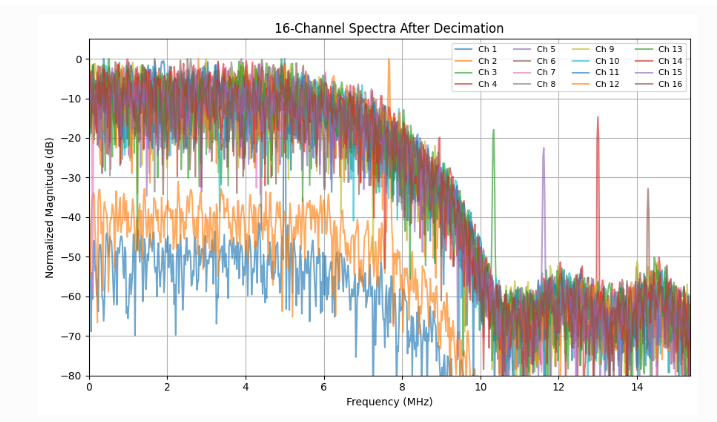 16-Channel Spectra After Decimation
Normalized Magnitude (dB)
0
−10
−20
−30
−40
−50
−60
−70
−80
Ch 1 Ch 5 Ch 9 Ch 13
Ch 2 Ch 6 Ch 10 Ch 14
Ch 3 Ch 7 Ch 11 Ch 15
Ch 4 Ch 8 Ch 12 Ch 16
0 2 4 6 8 10 12 14
Frequency (MHz)